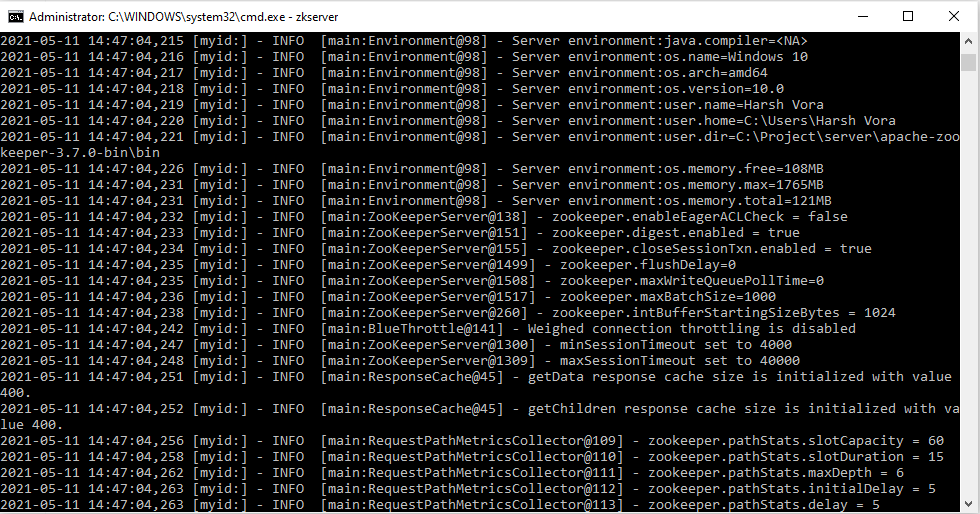 Administrator: C:\WINDOWS\system32\cmd.exe - zkserver
2021-05-11 14:47:04,215 [myid:] - INFO  [main:Environment@98] - Server environment:java.compiler=<NA>
2021-05-11 14:47:04,216 [myid:] - INFO  [main:Environment@98] - Server environment:os.name=Windows 10
2021-05-11 14:47:04,217 [myid:] - INFO  [main:Environment@98] - Server environment:os.arch=amd64
2021-05-11 14:47:04,218 [myid:] - INFO  [main:Environment@98] - Server environment:os.version=10.0
2021-05-11 14:47:04,219 [myid:] - INFO  [main:Environment@98] - Server environment:user.name=Harsh Vora
2021-05-11 14:47:04,220 [myid:] - INFO  [main:Environment@98] - Server environment:user.home=C:\Users\Harsh Vora
2021-05-11 14:47:04,221 [myid:] - INFO  [main:Environment@98] - Server environment:user.dir=C:\Project\server\apache-zoo
keeper-3.7.0-bin\bin
2021-05-11 14:47:04,226 [myid:] - INFO  [main:Environment@98] - Server environment:os.memory.free=108MB
2021-05-11 14:47:04,231 [myid:] - INFO  [main:Environment@98] - Server environment:os.memory.max=1765MB
2021-05-11 14:47:04,231 [myid:] - INFO  [main:Environment@98] - Server environment:os.memory.total=121MB
2021-05-11 14:47:04,232 [myid:] - INFO  [main:ZooKeeperServer@138] - zookeeper.enableEagerACLCheck = false
2021-05-11 14:47:04,233 [myid:] - INFO  [main:ZooKeeperServer@151] - zookeeper.digest.enabled = true
2021-05-11 14:47:04,234 [myid:] - INFO  [main:ZooKeeperServer@155] - zookeeper.closeSessionTxn.enabled = true
2021-05-11 14:47:04,235 [myid:] - INFO  [main:ZooKeeperServer@1499] - zookeeper.flushDelay=0
2021-05-11 14:47:04,235 [myid:] - INFO  [main:ZooKeeperServer@1508] - zookeeper.maxWriteQueuePollTime=0
2021-05-11 14:47:04,236 [myid:] - INFO  [main:ZooKeeperServer@1517] - zookeeper.maxBatchSize=1000
2021-05-11 14:47:04,238 [myid:] - INFO  [main:ZooKeeperServer@260] - zookeeper.intBufferStartingSizeBytes = 1024
2021-05-11 14:47:04,242 [myid:] - INFO  [main:BlueThrottle@141] - Weighed connection throttling is disabled
2021-05-11 14:47:04,247 [myid:] - INFO  [main:ZooKeeperServer@1300] - minSessionTimeout set to 4000
2021-05-11 14:47:04,248 [myid:] - INFO  [main:ZooKeeperServer@1309] - maxSessionTimeout set to 40000
2021-05-11 14:47:04,251 [myid:] - INFO  [main:ResponseCache@45] - getData response cache size is initialized with value
400.
2021-05-11 14:47:04,252 [myid:] - INFO  [main:ResponseCache@45] - getChildren response cache size is initialized with va
lue 400.
2021-05-11 14:47:04,256 [myid:] - INFO  [main:RequestPathMetricsCollector@109] - zookeeper.pathStats.slotCapacity = 60
2021-05-11 14:47:04,258 [myid:] - INFO  [main:RequestPathMetricsCollector@110] - zookeeper.pathStats.slotDuration = 15
2021-05-11 14:47:04,262 [myid:] - INFO  [main:RequestPathMetricsCollector@111] - zookeeper.pathStats.maxDepth = 6
2021-05-11 14:47:04,263 [myid:] - INFO  [main:RequestPathMetricsCollector@112] - zookeeper.pathStats.initialDelay = 5
2021-05-11 14:47:04,263 [myid:] - INFO  [main:RequestPathMetricsCollector@113] - zookeeper.pathStats.delay = 5